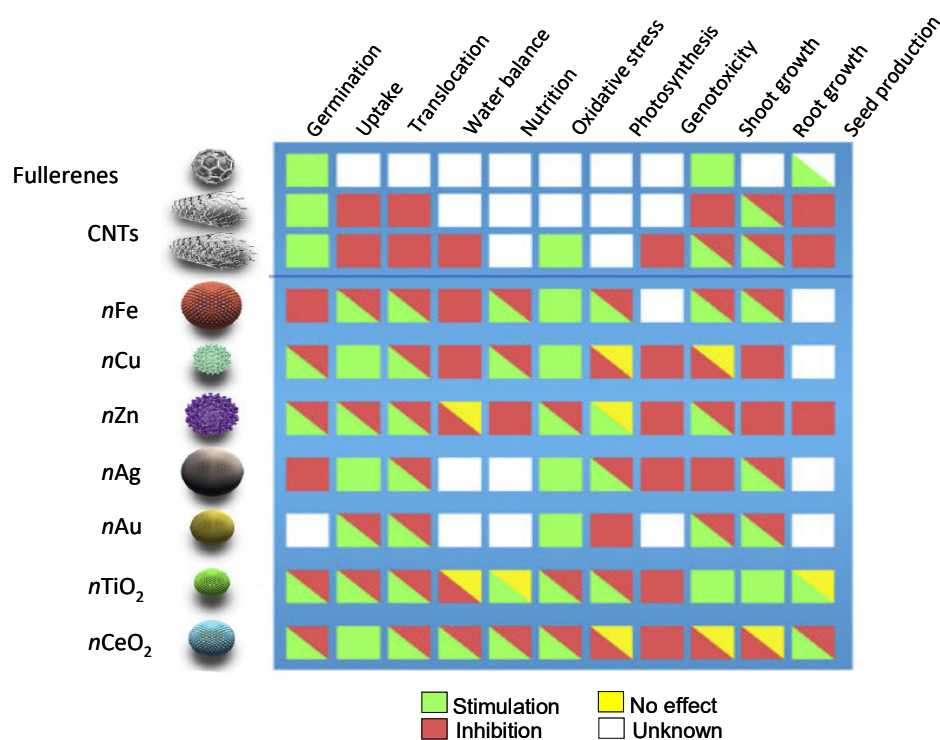 Germination
Uptake
Translocation
Water balance
Nutrition
Oxidative stress
Photosynthesis
Genotoxicity
Shoot growth
Root growth
Seed production
Fullerenes
CNTs
nFe
nCu
nZn
nAg
nAu
nTiO₂
nCeO₂
Stimulation
No effect
Inhibition
Unknown